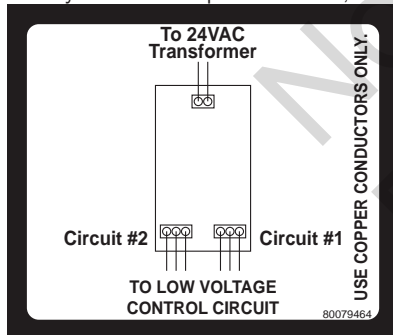 To 24VAC
Transformer
USE COPPER CONDUCTORS ONLY.
Circuit #2
Circuit #1
TO LOW VOLTAGE
CONTROL CIRCUIT
80079464